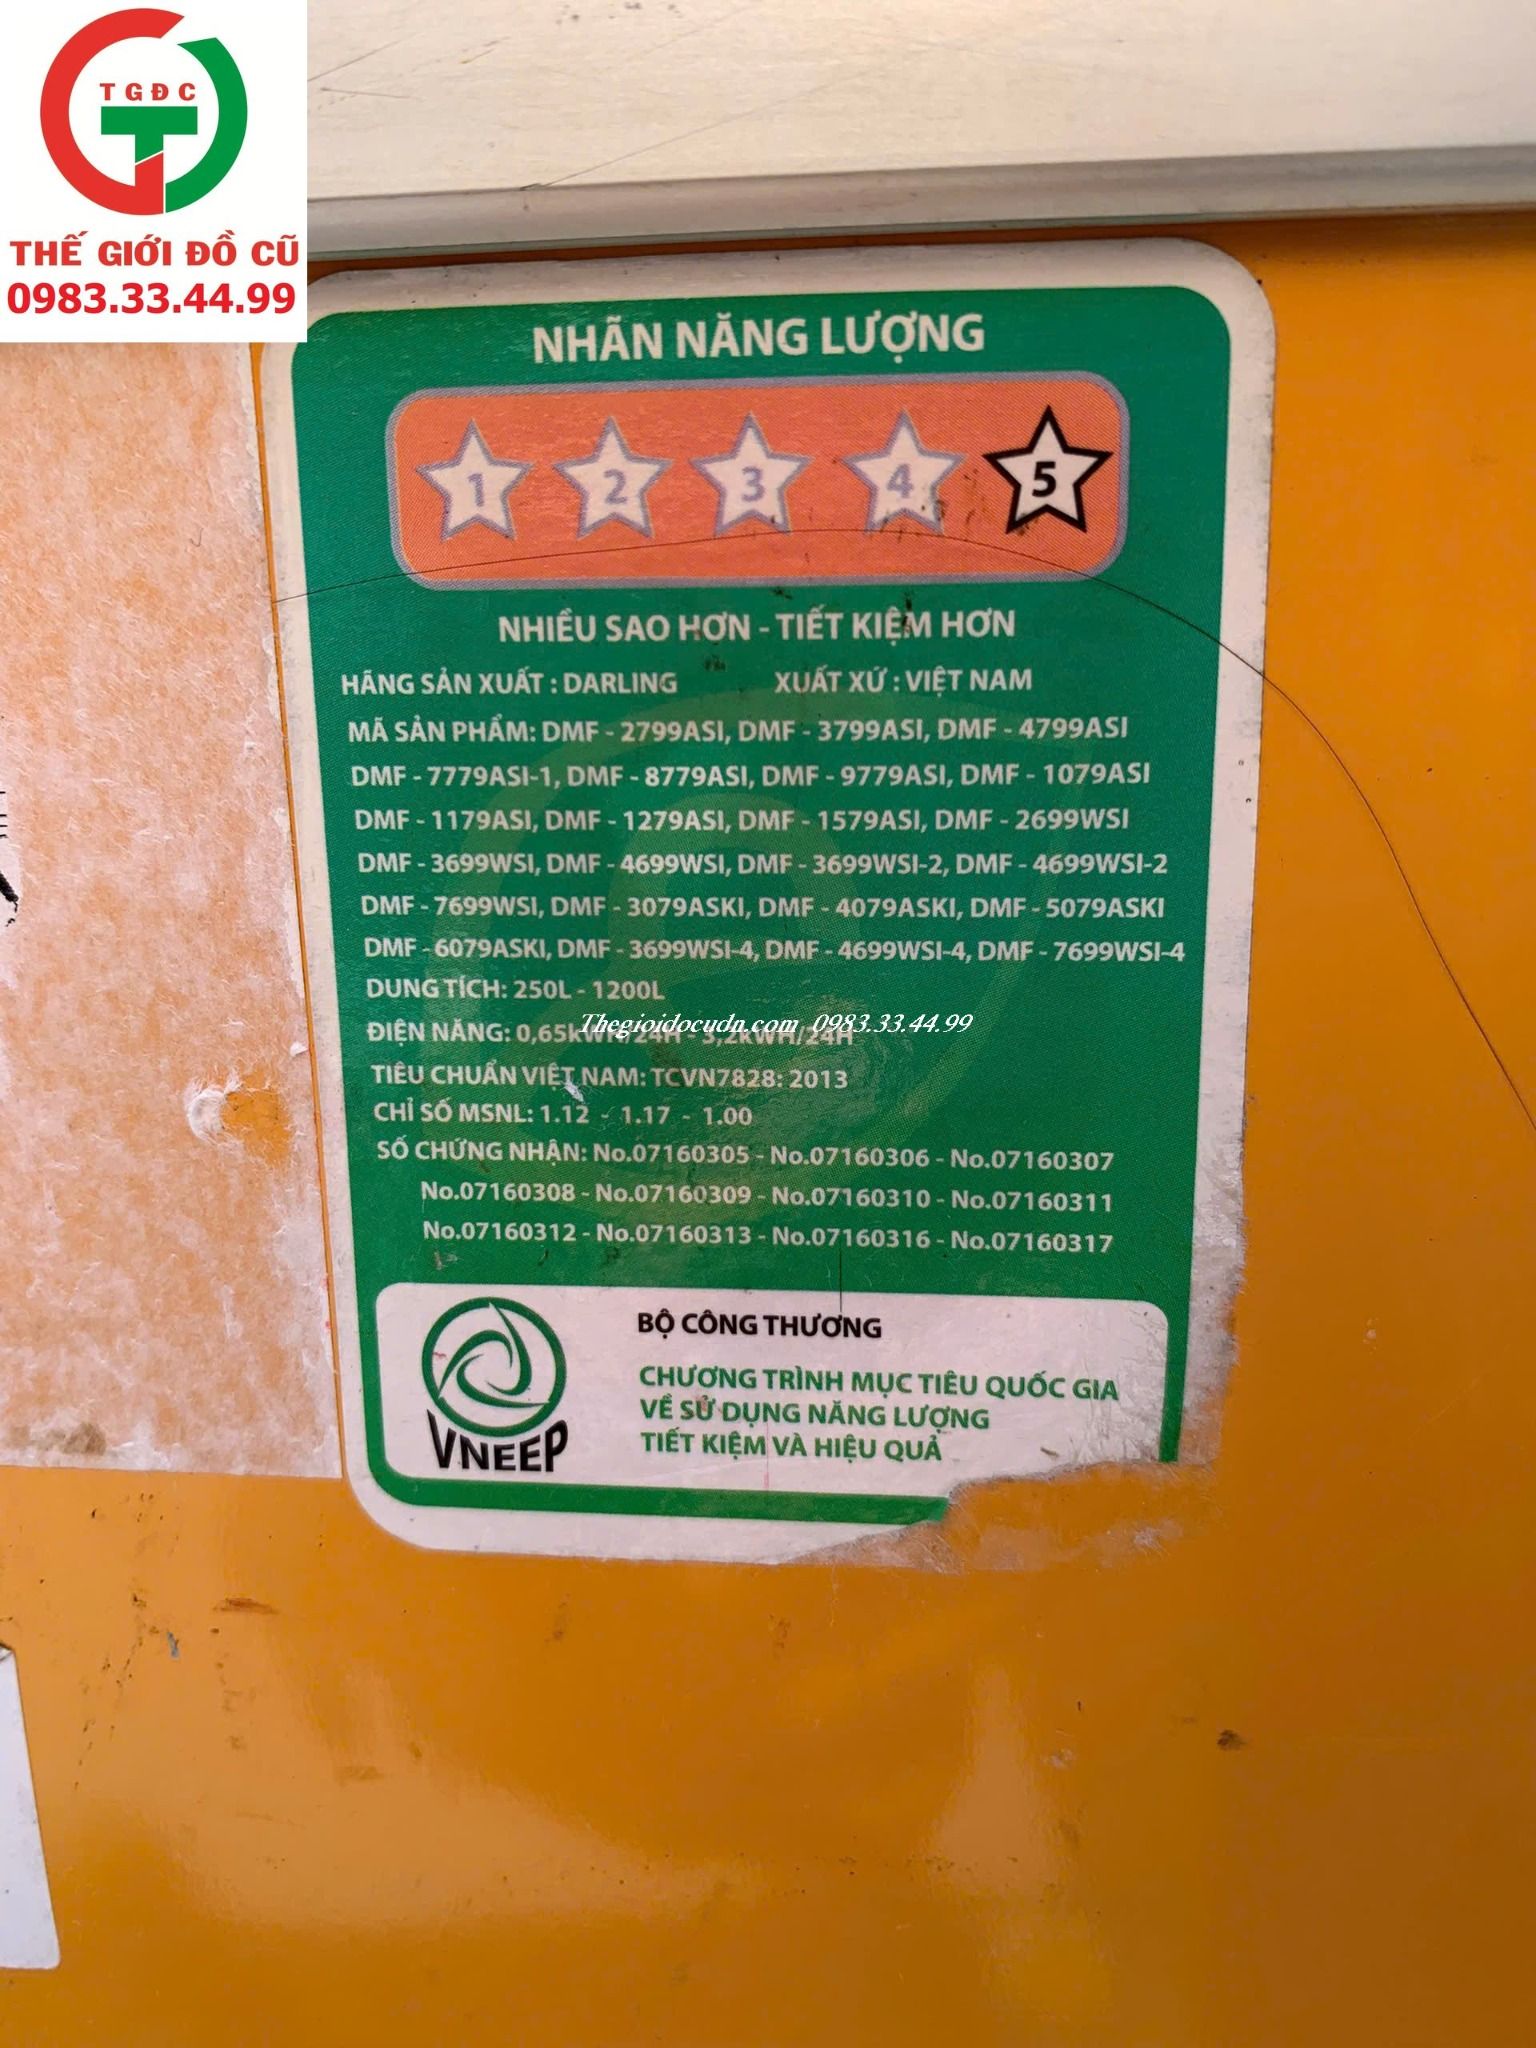 TGĐC
THẾ GIỚI ĐỒ CŨ
0983.33.44.99
NHÃN NĂNG LƯỢNG
1 2 3 4 5
NHIỀU SAO HƠN - TIẾT KIỆM HƠN
HÃNG SẢN XUẤT : DARLING XUẤT XỨ : VIỆT NAM
MÃ SẢN PHẨM: DMF - 2799ASI, DMF - 3799ASI, DMF - 4799ASI
DMF - 7779ASI-1, DMF - 8779ASI, DMF - 9779ASI, DMF - 1079ASI
DMF - 1179ASI, DMF - 1279ASI, DMF - 1579ASI, DMF - 2699WSI
DMF - 3699WSI, DMF - 4699WSI, DMF - 3699WSI-2, DMF - 4699WSI-2
DMF - 7699WSI, DMF - 3079ASKI, DMF - 4079ASKI, DMF - 5079ASKI
DMF - 6079ASKI, DMF - 3699WSI-4, DMF - 4699WSI-4, DMF - 7699WSI-4
DUNG TÍCH: 250L - 1200L
Thegioidocudn.com 0983.33.44.99
ĐIỆN NĂNG: 0,65kWH/24H - 3,2kWH/24H
TIÊU CHUẨN VIỆT NAM: TCVN7828: 2013
CHỈ SỐ MSNL: 1.12 - 1.17 - 1.00
SỐ CHỨNG NHẬN: No.07160305 - No.07160306 - No.07160307
No.07160308 - No.07160309 - No.07160310 - No.07160311
No.07160312 - No.07160313 - No.07160316 - No.07160317
BỘ CÔNG THƯƠNG
CHƯƠNG TRÌNH MỤC TIÊU QUỐC GIA
VỀ SỬ DỤNG NĂNG LƯỢNG
TIẾT KIỆM VÀ HIỆU QUẢ
VNEEP